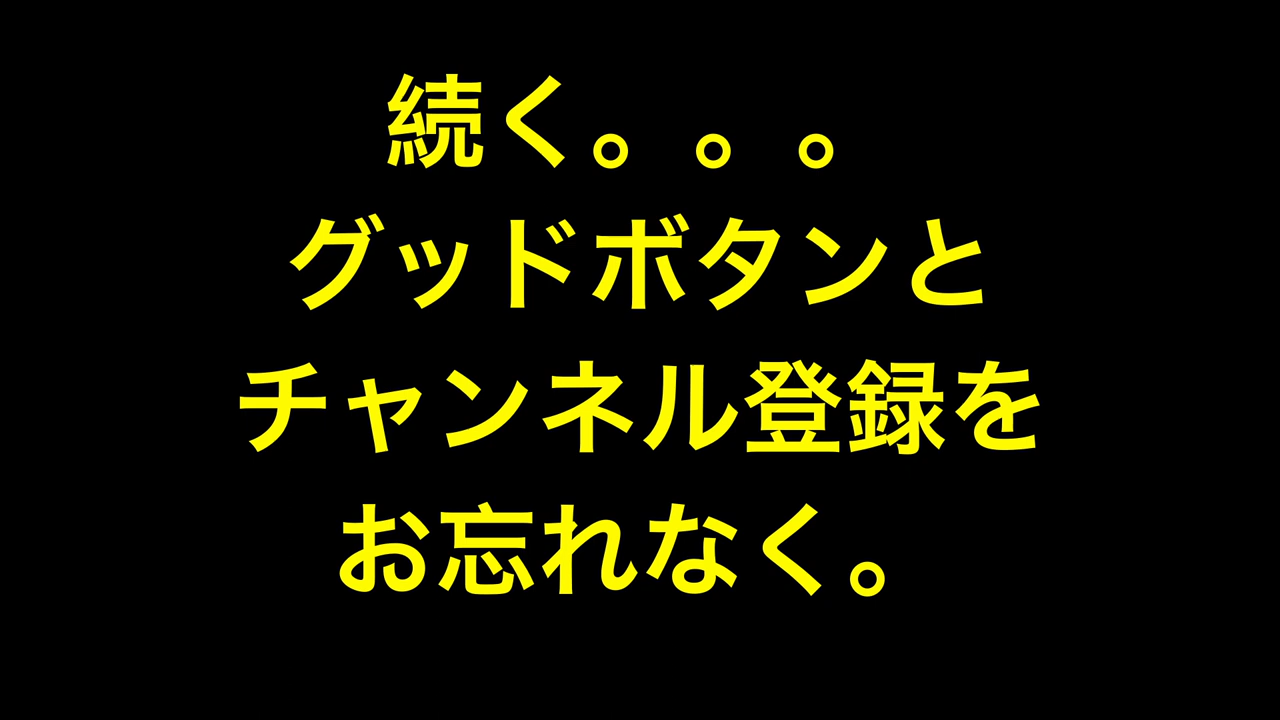 続く。。。
グッドボタンと
チャンネル登録を
お忘れなく。